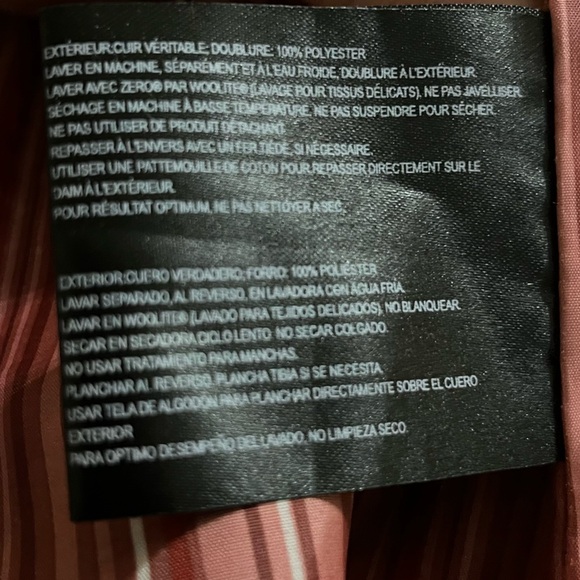 EXTÉRIEUR:CUIR VÉRITABLE; DOUBLURE: 100% POLYESTER
LAVER EN MACHINE, SÉPARÉMENT ET À L'EAU FROIDE, DOUBLURE À L'EXTÉRIEUR.
LAVER AVEC ZERO® PAR WOOLITE® (LAVAGE POUR TISSUS DÉLICATS). NE PAS JAVELLISER.
SÉCHAGE EN MACHINE À BASSE TEMPÉRATURE. NE PAS SUSPENDRE POUR SÉCHER.
NE PAS UTILISER DE PRODUIT DÉTACHANT.
REPASSER À L'ENVERS AVEC UN FER TIÈDE, SI NÉCESSAIRE.
UTILISER UNE PATTEMOUILLE DE COTON POUR REPASSER DIRECTEMENT SUR LE
DAIM À L'EXTÉRIEUR.
POUR RÉSULTAT OPTIMUM, NE PAS NETTOYER A SEC.
EXTERIOR:CUERO VERDADERO; FORRO: 100% POLIÉSTER
LAVAR SEPARADO, AL REVERSO, EN LAVADORA CON AGUA FRIA.
LAVAR EN WOOLITE® (LAVADO PARA TEJIDOS DELICADOS). NO BLANQUEAR.
SECAR EN SECADORA CICLO LENTO. NO SECAR COLGADO.
NO USAR TRATAMIENTO PARA MANCHAS.
PLANCHAR AL REVERSO, PLANCHA TIBIA SI SE NECESITA.
USAR TELA DE ALGODÓN PARA PLANCHAR DIRECTAMENTE SOBRE EL CUERO
EXTERIOR
PARA OPTIMO DESEMPEÑO DEL LAVADO, NO LIMPIEZA SECO.